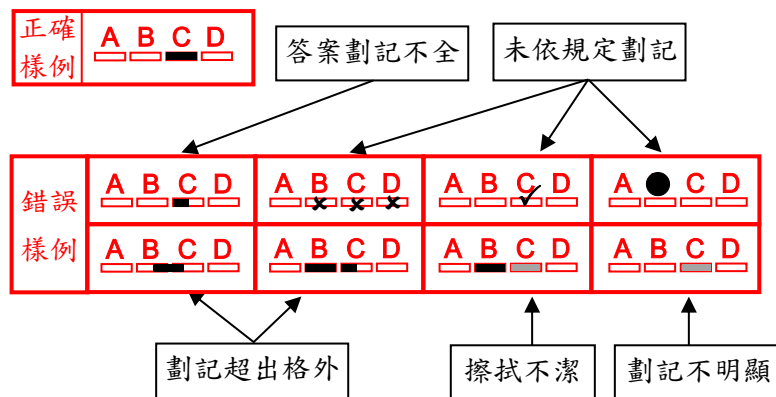 正確
樣例
A B C D
答案劃記不全
未依規定劃記
錯誤
樣例
A B C D
A B C D
A B C D
A C D
A B C D
A B C D
A B C D
A B C D
劃記超出格外
擦拭不潔
劃記不明顯